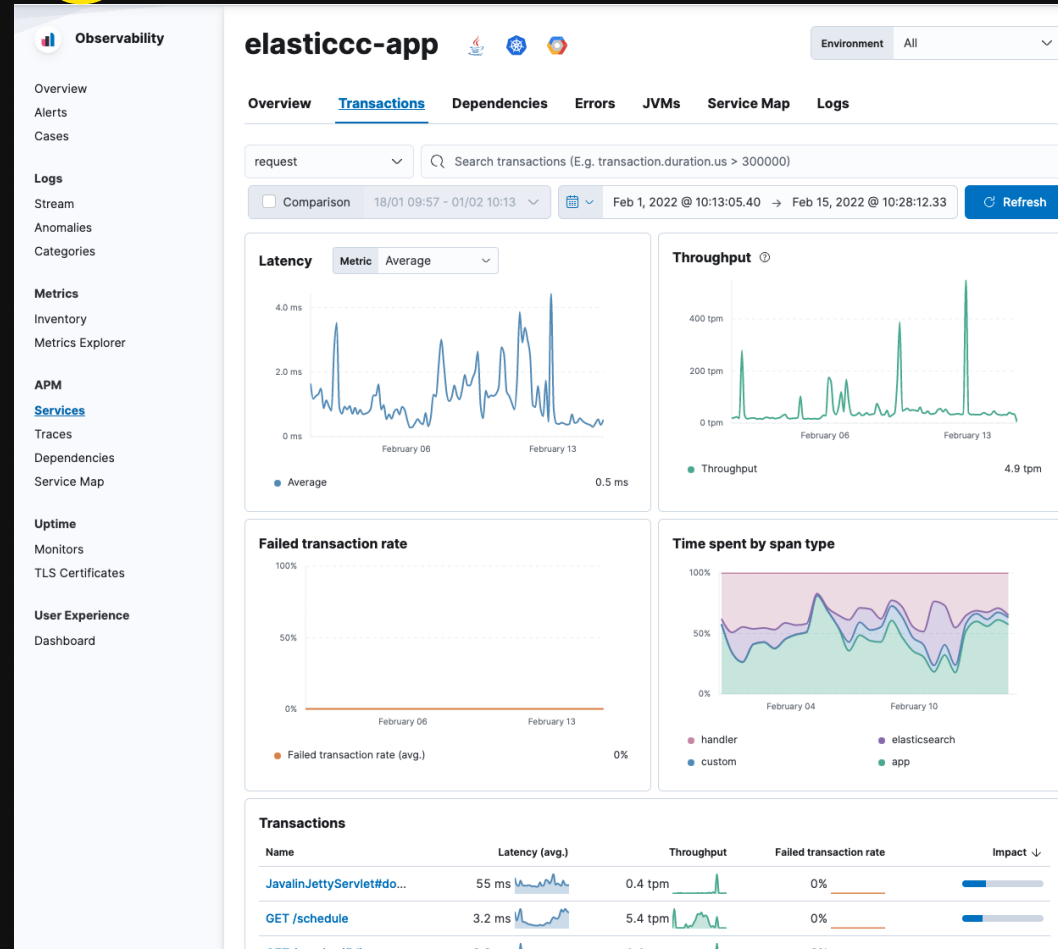 Observability
Overview
Alerts
Cases
Logs
Stream
Anomalies
Categories
Metrics
Inventory
Metrics Explorer
APM
Services
Traces
Dependencies
Service Map
Uptime
Monitors
TLS Certificates
User Experience
Dashboard
elasticcc-app
Environment All
Overview Transactions Dependencies Errors JVMs Service Map Logs
request Search transactions (E.g. transaction.duration.us > 300000)
Comparison 18/01 09:57 - 01/02 10:13 Feb 1, 2022 @ 10:13:05.40 → Feb 15, 2022 @ 10:28:12.33 Refresh
Latency Metric Average
4.0 ms
2.0 ms
0 ms
February 06 February 13
Average 0.5 ms
Throughput
400 tpm
200 tpm
0 tpm
February 06 February 13
Throughput 4.9 tpm
Failed transaction rate
100%
50%
0%
February 06 February 13
Failed transaction rate (avg.) 0%
Time spent by span type
100%
50%
0%
February 04 February 10
handler elasticsearch
custom app
Transactions
Name Latency (avg.) Throughput Failed transaction rate Impact ↓
JavalinJettyServlet#do... 55 ms 0.4 tpm 0%
GET /schedule 3.2 ms 5.4 tpm 0%